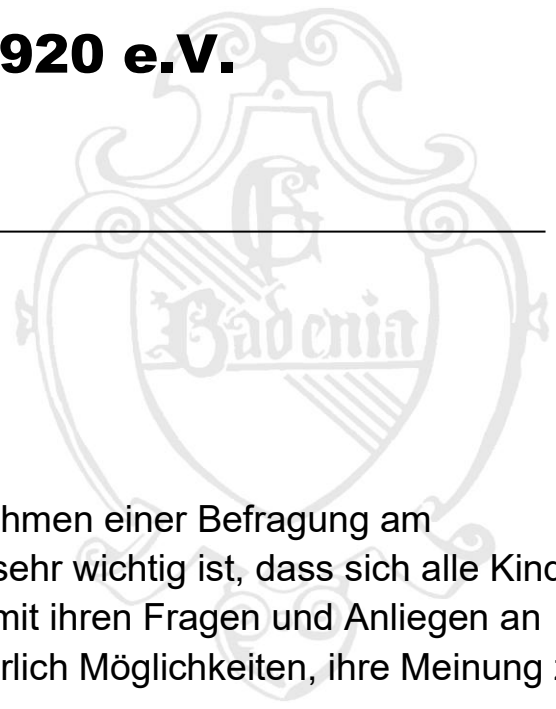 920 e.V.
Badenia
hmen einer Befragung am
sehr wichtig ist, dass sich alle Kind
mit ihren Fragen und Anliegen an
rlich Möglichkeiten, ihre Meinung